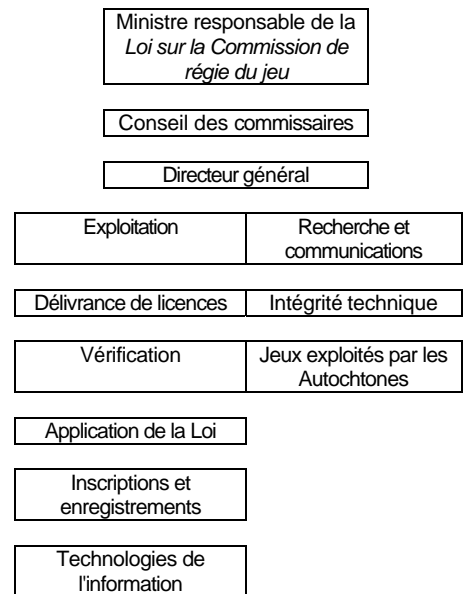 Ministre responsable de la
Loi sur la Commission de
régie du jeu
Conseil des commissaires
Directeur général
Exploitation
Recherche et
communications
Délivrance de licences
Intégrité technique
Vérification
Jeux exploités par les
Autochtones
Application de la Loi
Inscriptions et
enregistrements
Technologies de
l'information